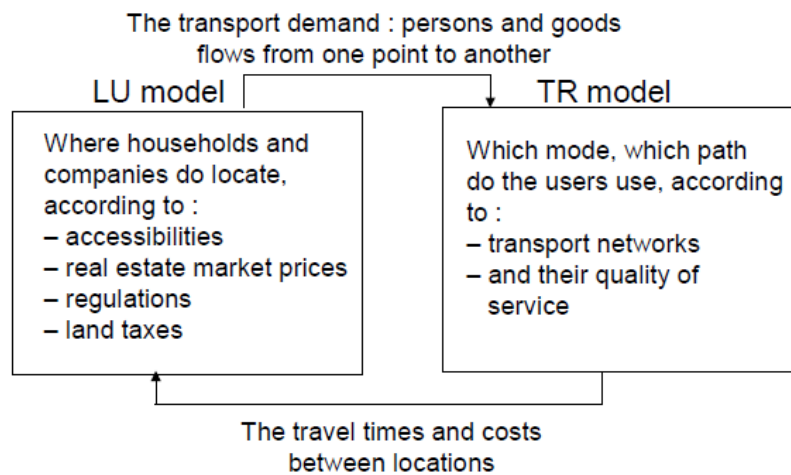 The transport demand : persons and goods
flows from one point to another
LU model
TR model
Where households and
companies do locate,
according to :
– accessibilities
– real estate market prices
– regulations
– land taxes
Which mode, which path
do the users use, according
to :
– transport networks
– and their quality of
service
The travel times and costs
between locations